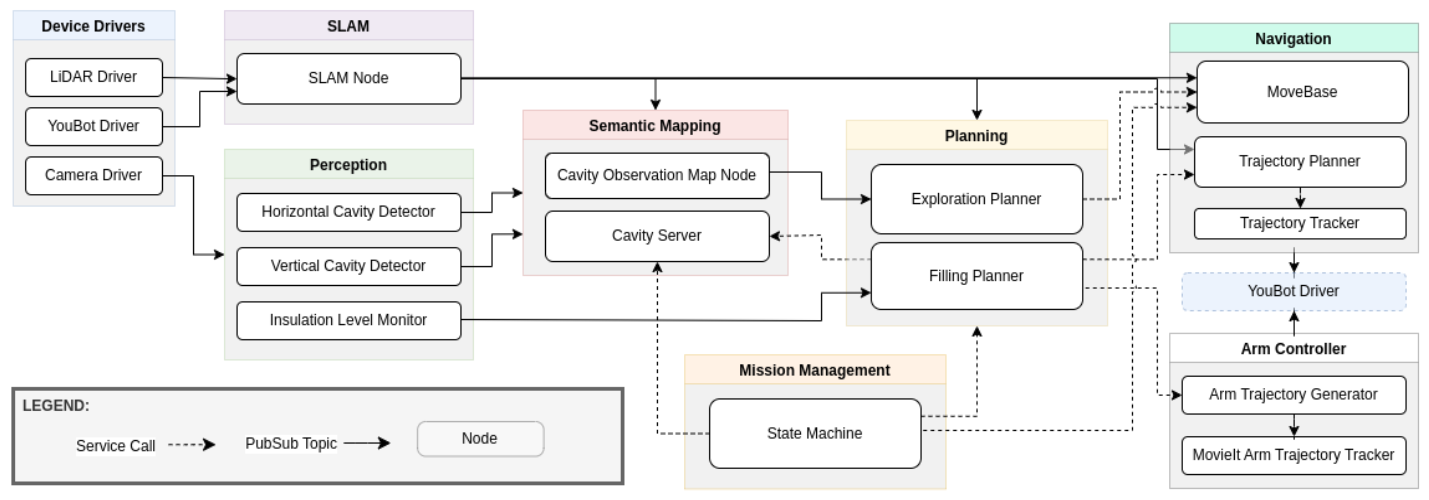 Device Drivers
LiDAR Driver
YouBot Driver
Camera Driver
SLAM
SLAM Node
Perception
Horizontal Cavity Detector
Vertical Cavity Detector
Insulation Level Monitor
Semantic Mapping
Cavity Observation Map Node
Cavity Server
Planning
Exploration Planner
Filling Planner
Mission Management
State Machine
Navigation
MoveBase
Trajectory Planner
Trajectory Tracker
YouBot Driver
Arm Controller
Arm Trajectory Generator
MovieIt Arm Trajectory Tracker
LEGEND:
Service Call
PubSub Topic
Node